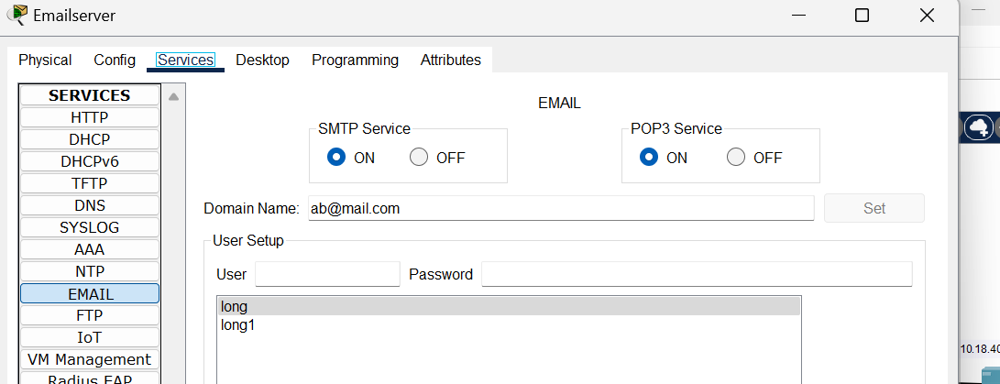 Emailserver
Physical Config Services Desktop Programming Attributes
SERVICES
HTTP
DHCP
DHCPv6
TFTP
DNS
SYSLOG
AAA
NTP
EMAIL
FTP
IoT
VM Management
Radius EAP
EMAIL
SMTP Service
ON OFF
POP3 Service
ON OFF
Domain Name: ab@mail.com Set
User Setup
User Password
long
long1
10.18.40